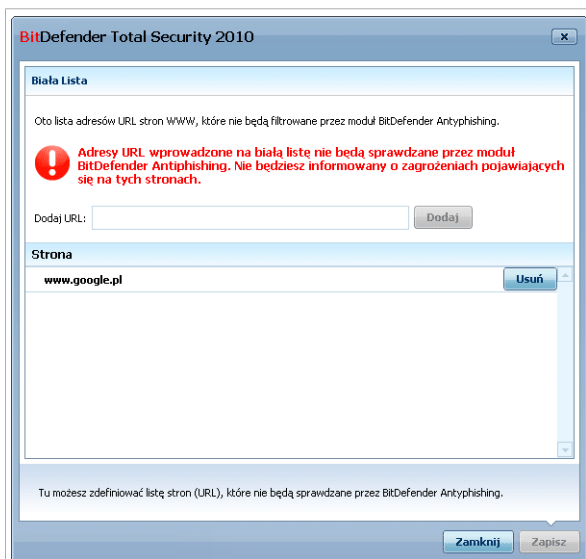 BitDefender Total Security 2010
x
Biała Lista
Oto lista adresów URL stron WWW, które nie będą filtrowane przez moduł BitDefender Antyphishing.
Adresy URL wprowadzone na białą listę nie będą sprawdzane przez moduł
BitDefender Antiphishing. Nie będziesz informowany o zagrożeniach pojawiających
się na tych stronach.
Dodaj URL:
Dodaj
Strona
www.google.pl
Usuń
Tu możesz zdefiniować listę stron (URL), które nie będą sprawdzane przez BitDefender Antyphishing.
Zamknij
Zapisz